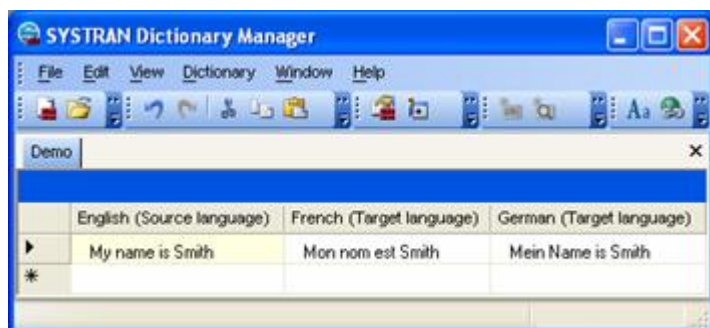 SYSTRAN Dictionary Manager
File Edit View Dictionary Window Help
Aa
Demo
English (Source language) French (Target language) German (Target language)
My name is Smith Mon nom est Smith Mein Name is Smith